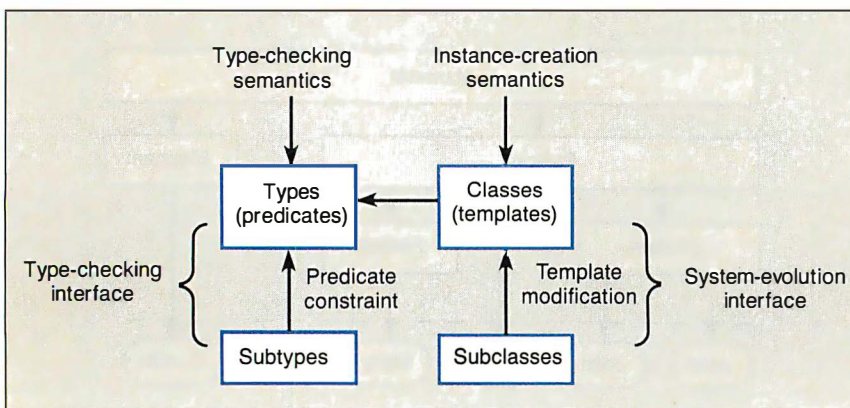 Type-checking
semantics
Instance-creation
semantics
Types
(predicates)
Classes
(templates)
Type-checking
interface
Predicate
constraint
Template
modification
System-evolution
interface
Subtypes
Subclasses